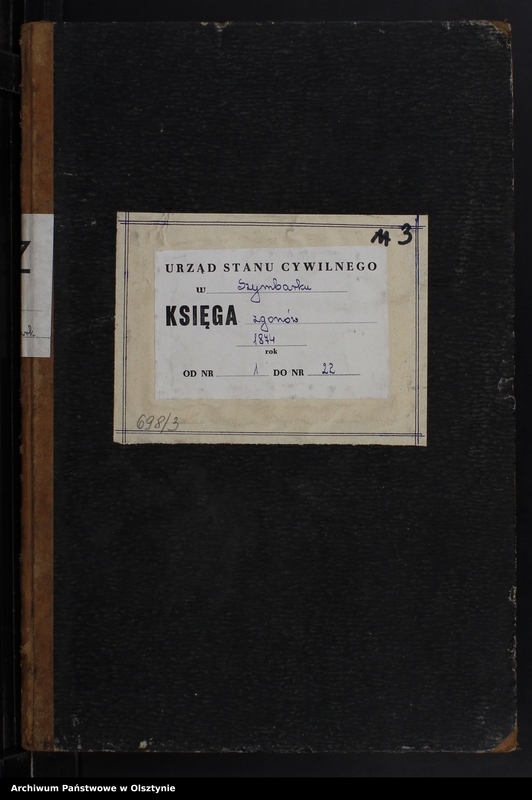 M 3
URZĄD STANU CYWILNEGO
w Szymbarku
KSIĘGA zgonów
1874
rok
OD NR 1 DO NR 22
698/3
Archiwum Państwowe w Olsztynie